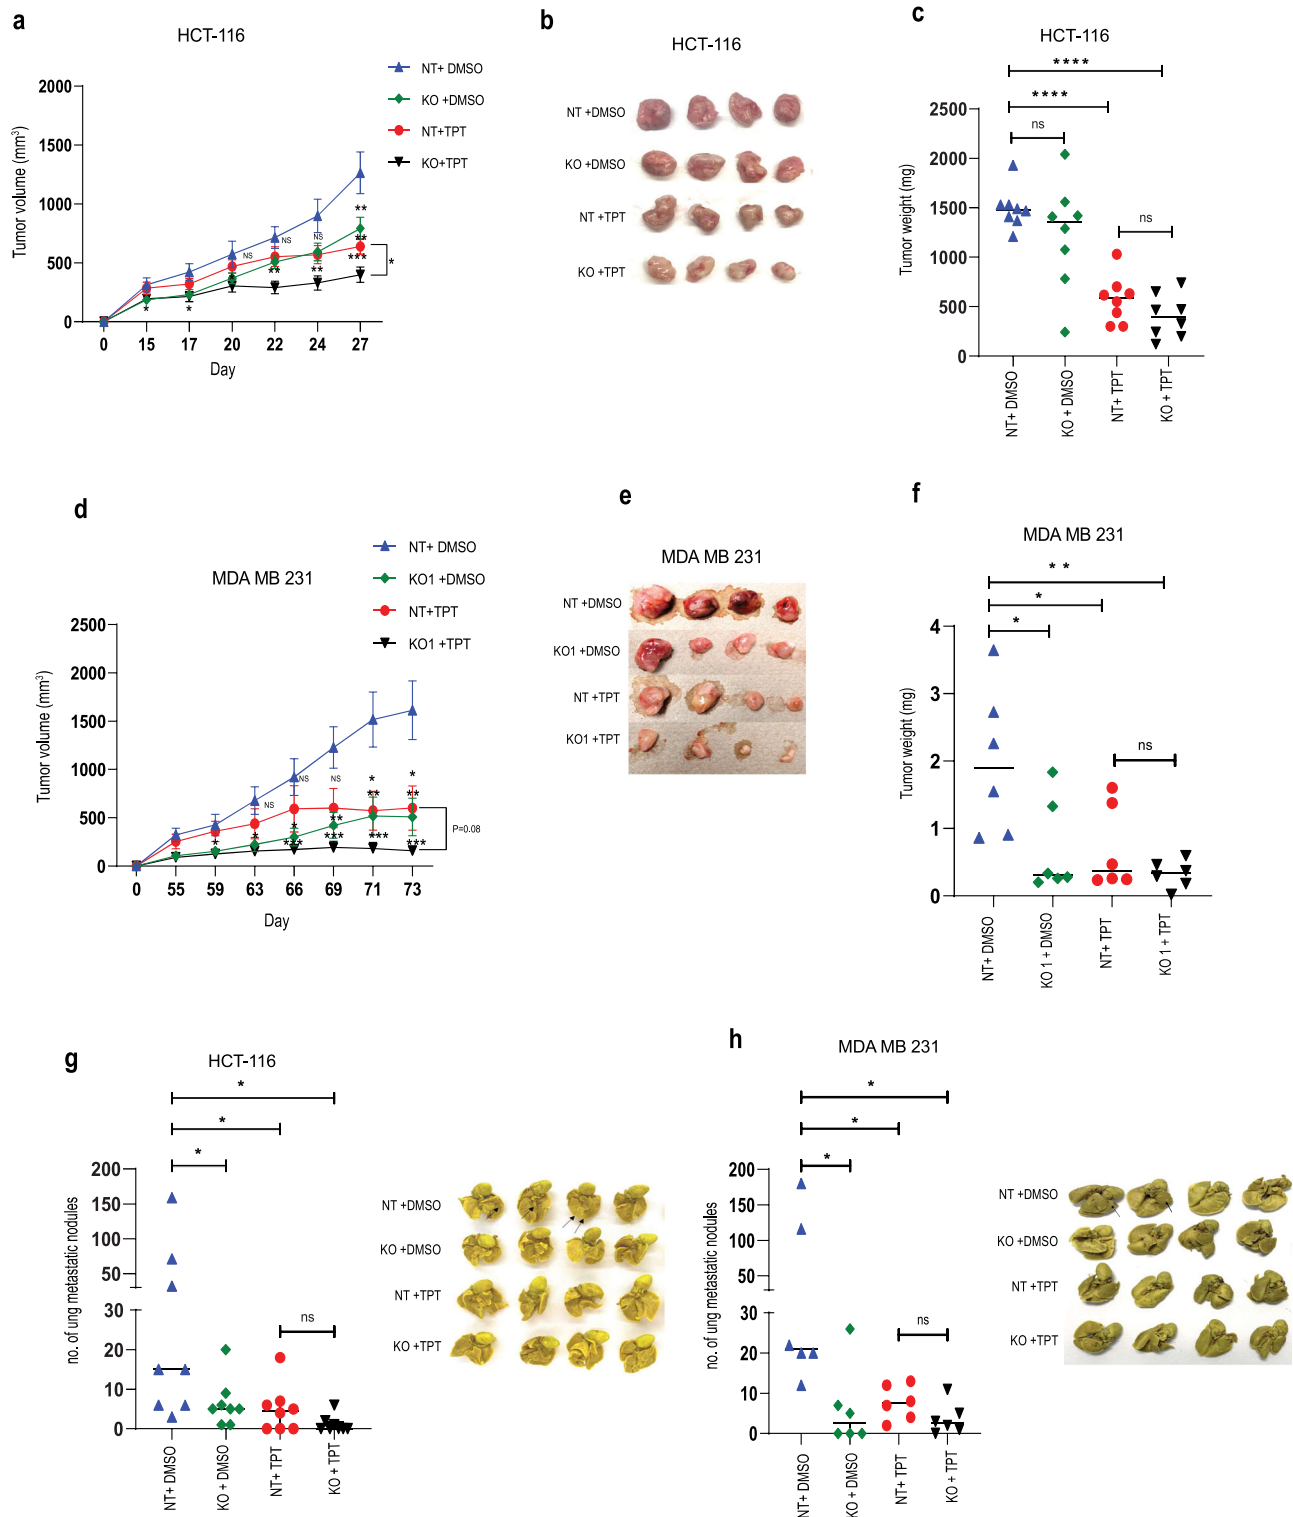 a
HCT-116
NT+ DMSO
KO +DMSO
NT+TPT
KO+TPT
Tumor volume (mm³)
2000
1500
1000
500
0
NS
NS
**
**
***
**
**
*
*
*
0 15 17 20 22 24 27
Day
b
HCT-116
NT +DMSO
KO +DMSO
NT +TPT
KO +TPT
c
HCT-116
****
****
ns
ns
Tumor weight (mg)
2500
2000
1500
1000
500
0
NT+ DMSO
KO + DMSO
NT+ TPT
KO + TPT
d
MDA MB 231
NT+ DMSO
KO1 +DMSO
NT+TPT
KO1 +TPT
Tumor volume (mm³)
2500
2000
1500
1000
500
0
NS
NS
NS
*
*
**
**
**
*
*
*
***
***
***
***
P=0.08
0 55 59 63 66 69 71 73
Day
e
MDA MB 231
NT +DMSO
KO1 +DMSO
NT +TPT
KO1 +TPT
f
MDA MB 231
**
*
*
ns
Tumor weight (mg)
4
3
2
1
0
NT+ DMSO
KO 1 + DMSO
NT+ TPT
KO 1 + TPT
g
HCT-116
*
*
*
ns
no. of ung metastatic nodules
200
150
100
50
30
20
10
0
NT+ DMSO
KO + DMSO
NT+ TPT
KO + TPT
NT +DMSO
KO +DMSO
NT +TPT
KO +TPT
h
MDA MB 231
*
*
*
ns
no. of ung metastatic nodules
200
150
100
50
30
20
10
0
NT+ DMSO
KO + DMSO
NT+ TPT
KO + TPT
NT +DMSO
KO +DMSO
NT +TPT
KO +TPT